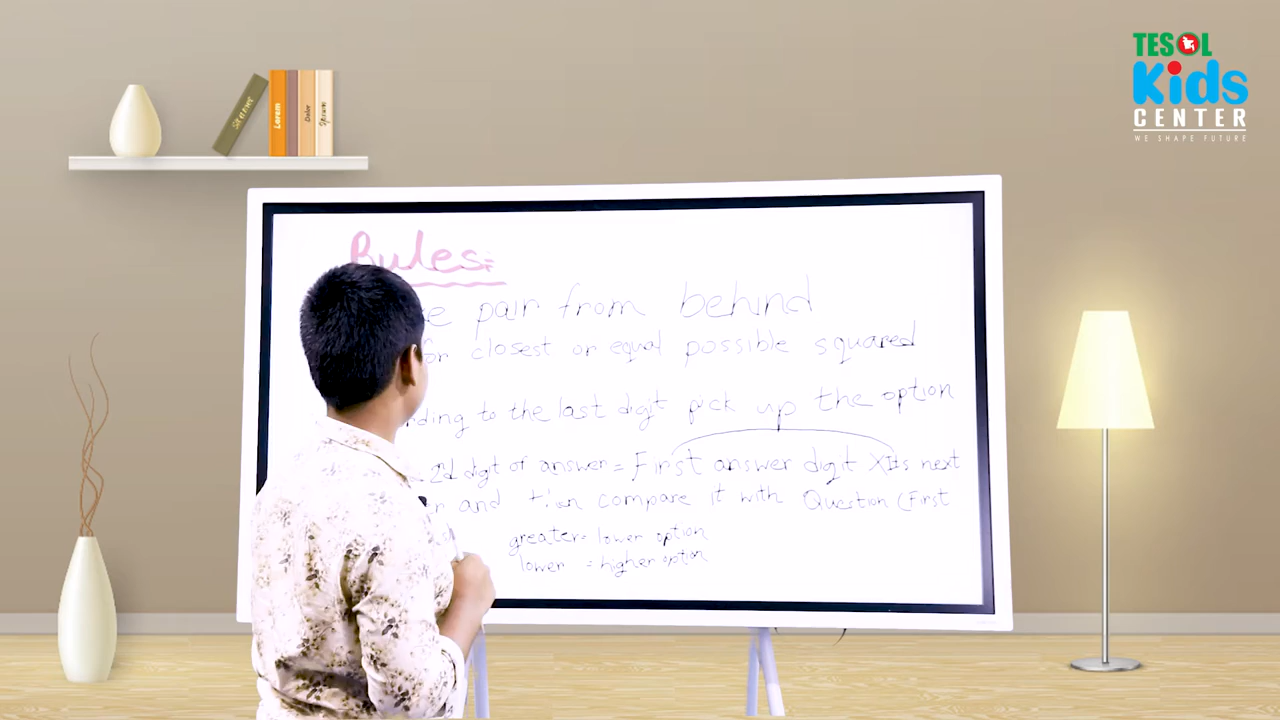 TESOL
Kids
CENTER
WE SHAPE FUTURE
Lorem
Dolor
Rules:
pair from behind
for closest or equal possible squared
to the last digit pick up the option
2d digit of answer = First answer digit X Its next
and compare it with Question (First
greater = lower option
lower = higher option